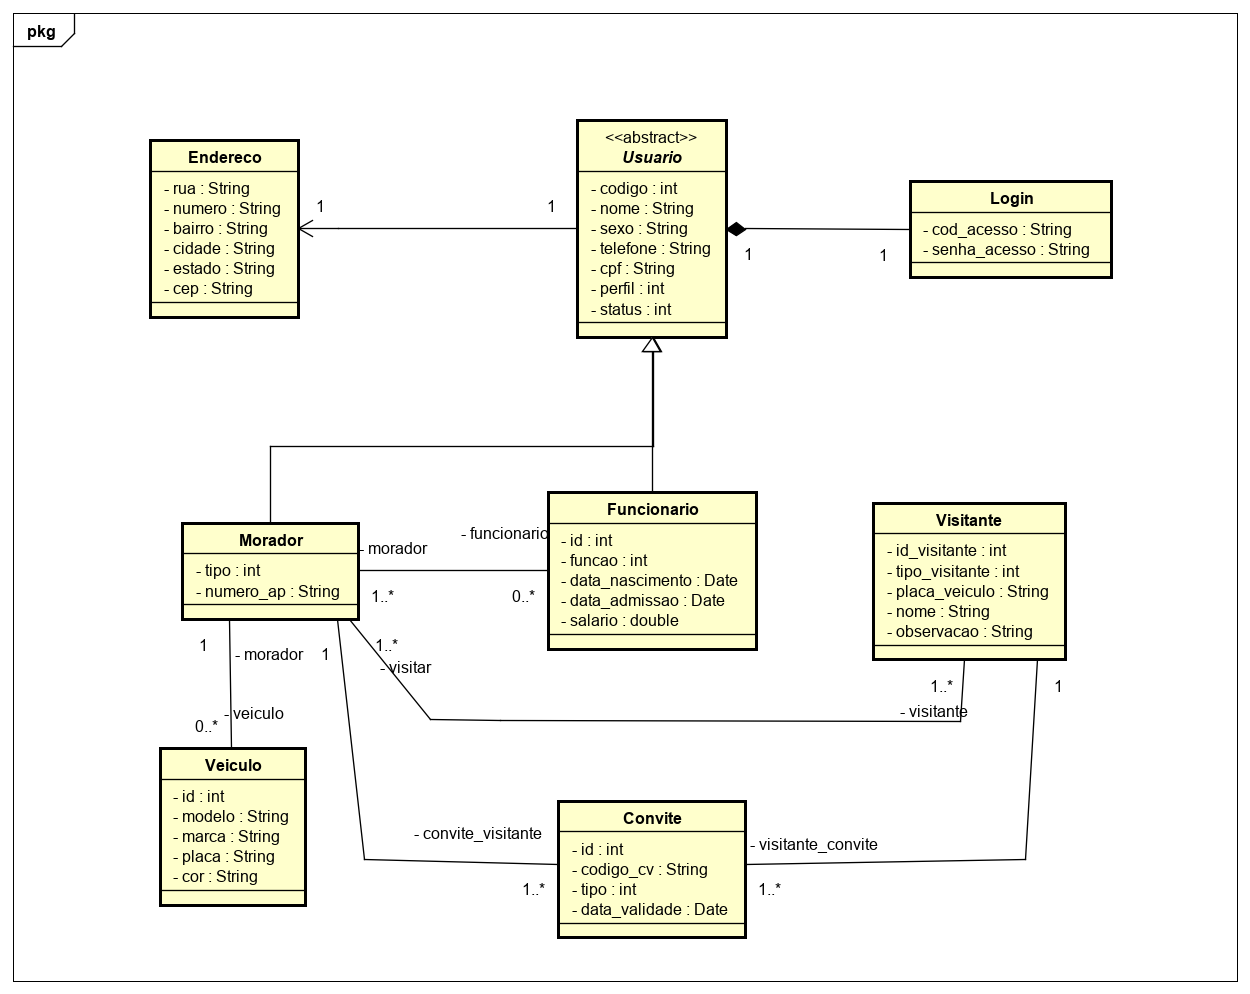 pkg
Endereco
- rua : String
- numero : String
- bairro : String
- cidade : String
- estado : String
- cep : String
1
1
<<abstract>>
Usuario
- codigo : int
- nome : String
- sexo : String
- telefone : String
- cpf : String
- perfil : int
- status : int
1
1
Login
- cod_acesso : String
- senha_acesso : String
Morador
- tipo : int
- numero_ap : String
- morador
1..*
- funcionario
0..*
Funcionario
- id : int
- funcao : int
- data_nascimento : Date
- data_admissao : Date
- salario : double
Visitante
- id_visitante : int
- tipo_visitante : int
- placa_veiculo : String
- nome : String
- observacao : String
1
- morador
1
1..*
- visitar
1..*
- visitante
1
- veiculo
0..*
Veiculo
- id : int
- modelo : String
- marca : String
- placa : String
- cor : String
- convite_visitante
1..*
Convite
- id : int
- codigo_cv : String
- tipo : int
- data_validade : Date
- visitante_convite
1..*